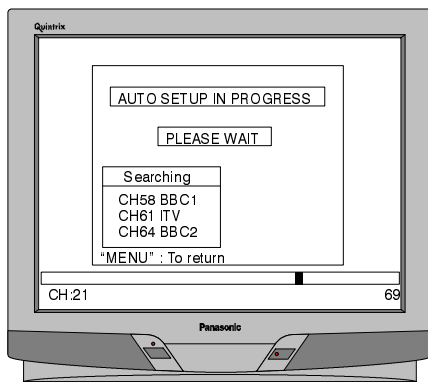 Quintrix
AUTO SETUP IN PROGRESS
PLEASE WAIT
Searching
CH58 BBC1
CH61 ITV
CH64 BBC2
“MENU” : To return
CH:21 69
Panasonic